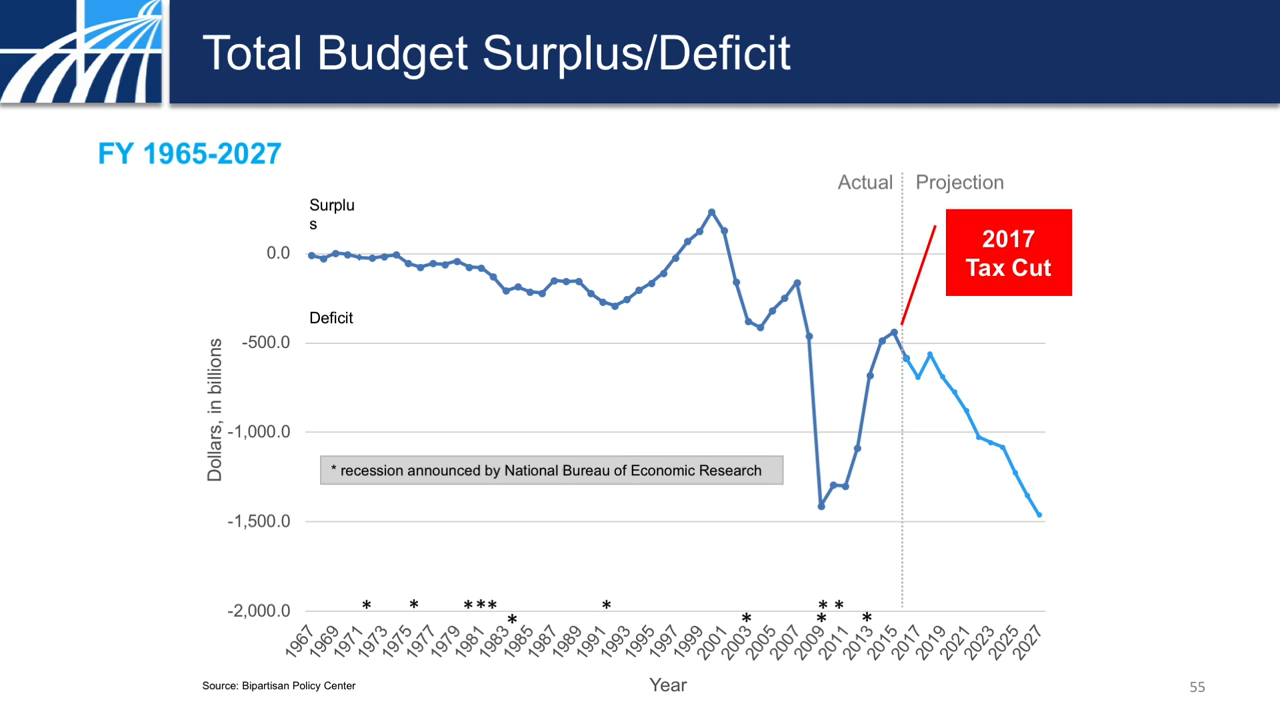 Total Budget Surplus/Deficit
FY 1965-2027
Actual
Projection
Surplu
s
2017
Tax Cut
0.0
Deficit
-500.0
-1,000.0
-1,500.0
-2,000.0
Dollars, in billions
* recession announced by National Bureau of Economic Research
* * * * * * * *
* * * *
1967 1969 1971 1973 1975 1977 1979 1981 1983 1985 1987 1989 1991 1993 1995 1997 1999 2001 2003 2005 2007 2009 2011 2013 2015 2017 2019 2021 2023 2025 2027
Year
Source: Bipartisan Policy Center
55